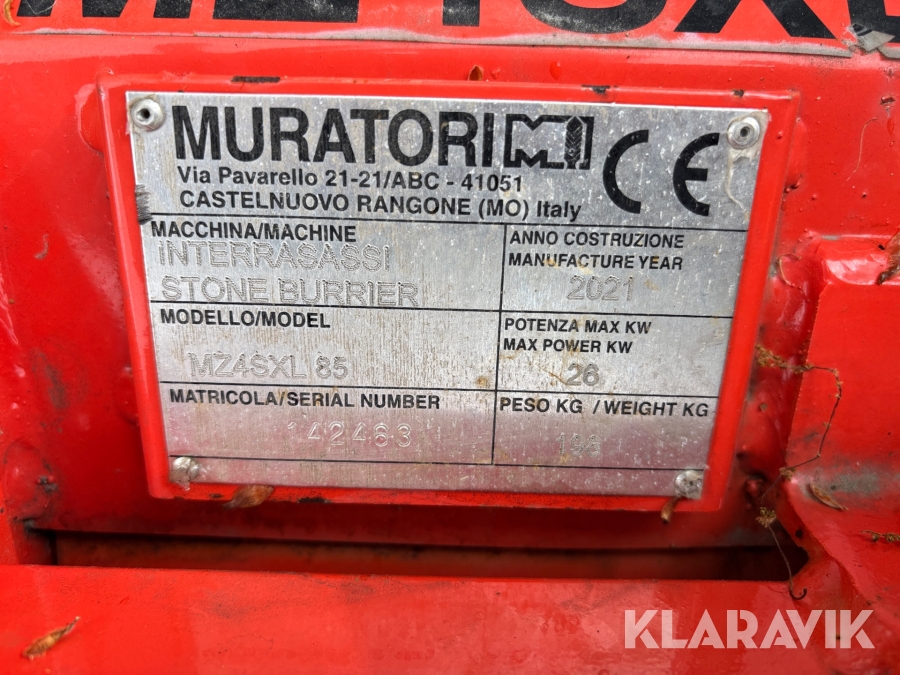 MURATORI
Via Pavarello 21-21/ABC - 41051
CASTELNUOVO RANGONE (MO) Italy
CE
MACCHINA/MACHINE
INTERRASASSI
STONE BURRIER
ANNO COSTRUZIONE
MANUFACTURE YEAR
2021
MODELLO/MODEL
MZ4SXL 85
POTENZA MAX KW
MAX POWER KW
26
MATRICOLA/SERIAL NUMBER
142463
PESO KG / WEIGHT KG
KLARAVIK